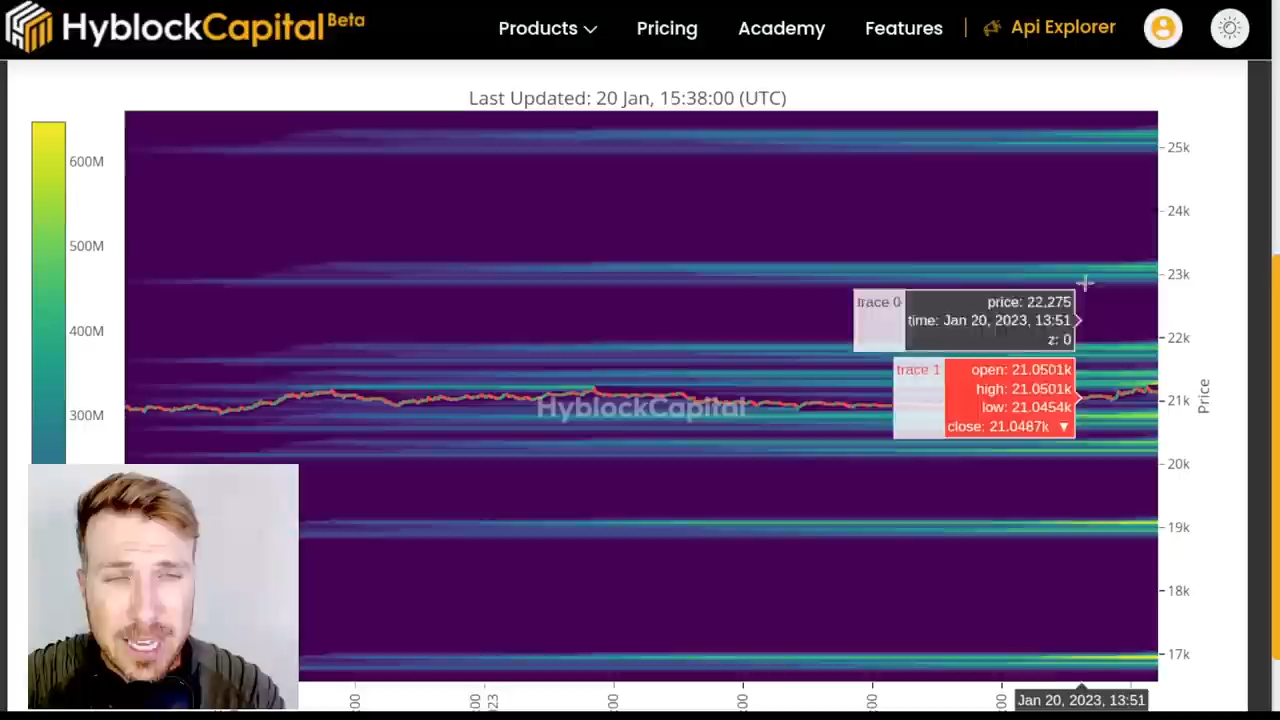 HyblockCapital Beta
Products
Pricing
Academy
Features
Api Explorer
Last Updated: 20 Jan, 15:38:00 (UTC)
600M
500M
400M
300M
25k
24k
23k
22k
21k
20k
19k
18k
17k
Price
trace 0
price: 22,275
time: Jan 20, 2023, 13:51
z: 0
trace 1
open: 21.0501k
high: 21.0501k
low: 21.0454k
close: 21.0487k ▼
HyblockCapital
Jan 20, 2023, 13:51